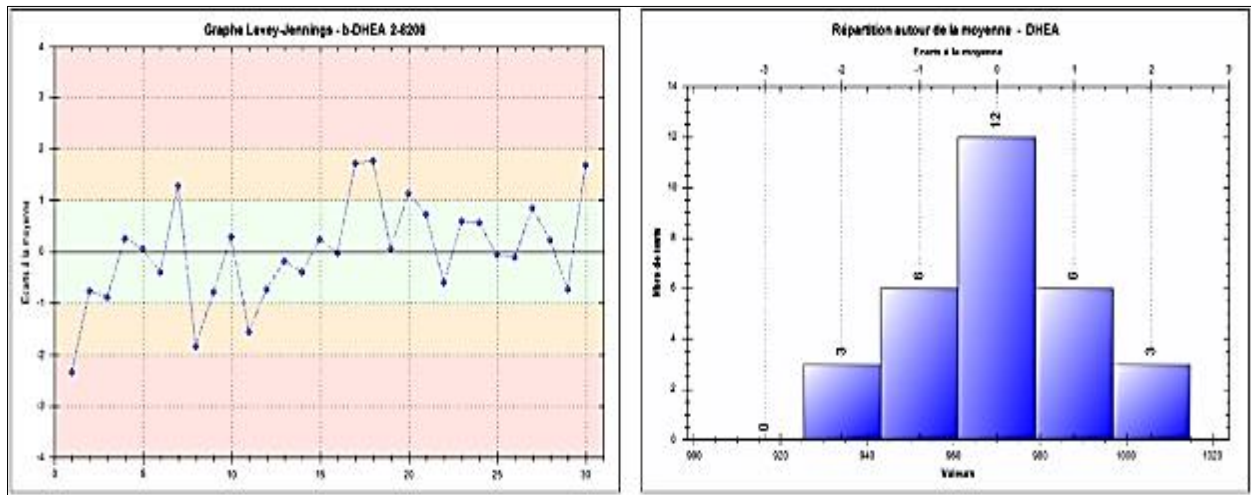 Graphe Levey-Jennings - b-DHEA 2-8200
Ecarts à la moyenne
4
3
2
1
0
-1
-2
-3
-4
0 5 10 15 20 25 30
Répartition autour de la moyenne - DHEA
Ecarts à la moyenne
-3 -2 -1 0 1 2 3
Nbre de
14
12
10
8
6
4
2
0
0 3 6 12 6 3
900 920 940 960 980 1000 1020
Valeurs